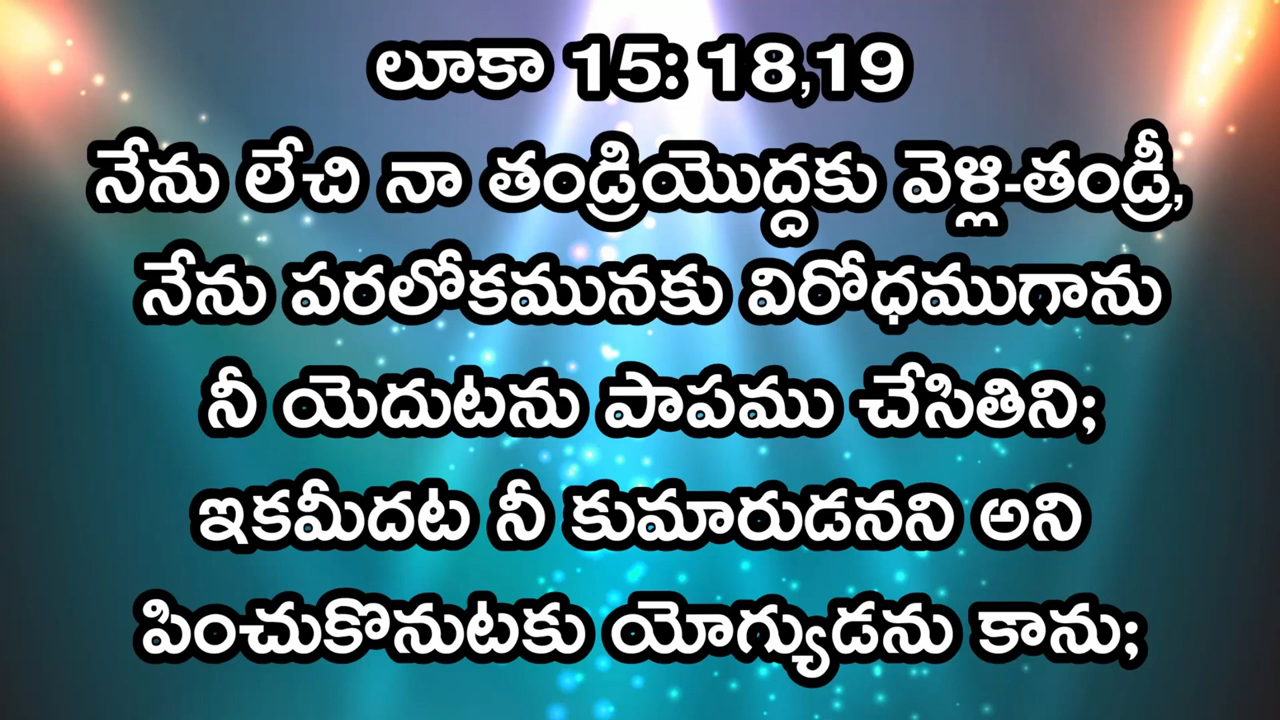 లూకా 15: 18,19
నేను లేచి నా తండ్రియొద్దకు వెళ్లి-తండ్రీ,
నేను పరలోకమునకు విరోధముగాను
నీ యెదుటను పాపము చేసితిని;
ఇకమీదట నీ కుమారుడనని అని
పించుకొనుటకు యోగ్యుడను కాను;